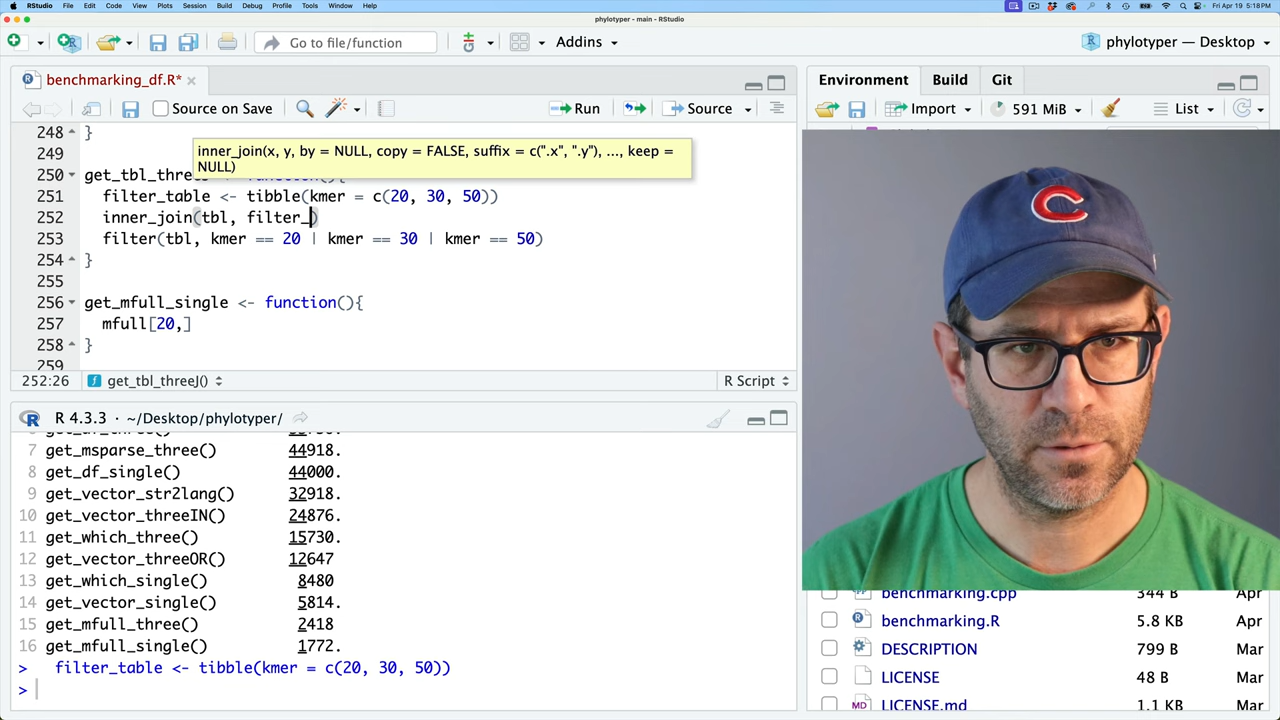 RStudio File Edit Code View Plots Session Build Debug Profile Tools Window Help
Fri Apr 19 5:18PM
phylotyper - main - RStudio
Go to file/function
Addins
phylotyper — Desktop
benchmarking_df.R*
Source on Save
Run
Source
248 }
249
inner_join(x, y, by = NULL, copy = FALSE, suffix = c(".x", ".y"), ..., keep =
NULL)
250 get_tbl_three
251 filter_table <- tibble(kmer = c(20, 30, 50))
252 inner_join(tbl, filter_)
253 filter(tbl, kmer == 20 | kmer == 30 | kmer == 50)
254 }
255
256 get_mfull_single <- function(){
257 mfull[20,]
258 }
259
252:26 get_tbl_threeJ() R Script
R 4.3.3 · ~/Desktop/phylotyper/
7 get_msparse_three() 44918.
8 get_df_single() 44000.
9 get_vector_str2lang() 32918.
10 get_vector_threeIN() 24876.
11 get_which_three() 15730.
12 get_vector_threeOR() 12647
13 get_which_single() 8480
14 get_vector_single() 5814.
15 get_mfull_three() 2418
16 get_mfull_single() 1772.
> filter_table <- tibble(kmer = c(20, 30, 50))
>
Environment Build Git
Import 591 MiB List
C
benchmarking.cpp 344 B Apr
benchmarking.R 5.8 KB Apr
DESCRIPTION 799 B Mar
LICENSE 48 B Mar
LICENSE.md 1.1 KB Mar